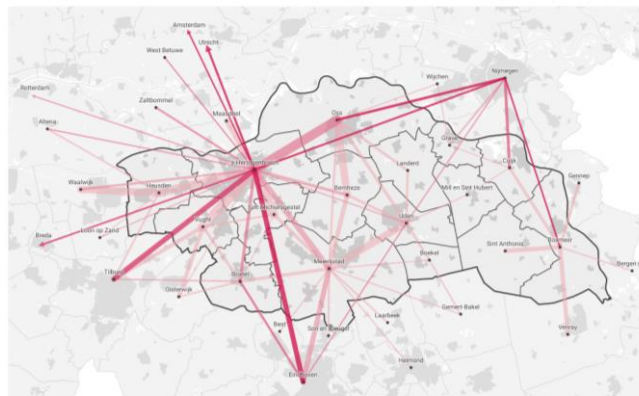 Amsterdam
Utrecht
West Betuwe
Nijmegen
Wijchen
Rotterdam
Zaltbommel
Maasdriel
Oss
Altena
Grave
Cuijk
's-Hertogenbosch
Landerd
Gennep
Waalwijk
Heusden
Bernheze
Mill en Sint Hubert
Sint-Michielsgestel
Vught
Uden
Loon op Zand
Breda
Boxmeer
Sint Anthonis
Boekel
Meierijstad
Bergen
Tilburg
Boxtel
Oisterwijk
Gemert-Bakel
Laarbeek
Best
Son en Breugel
Venray
Helmond
Eindhoven